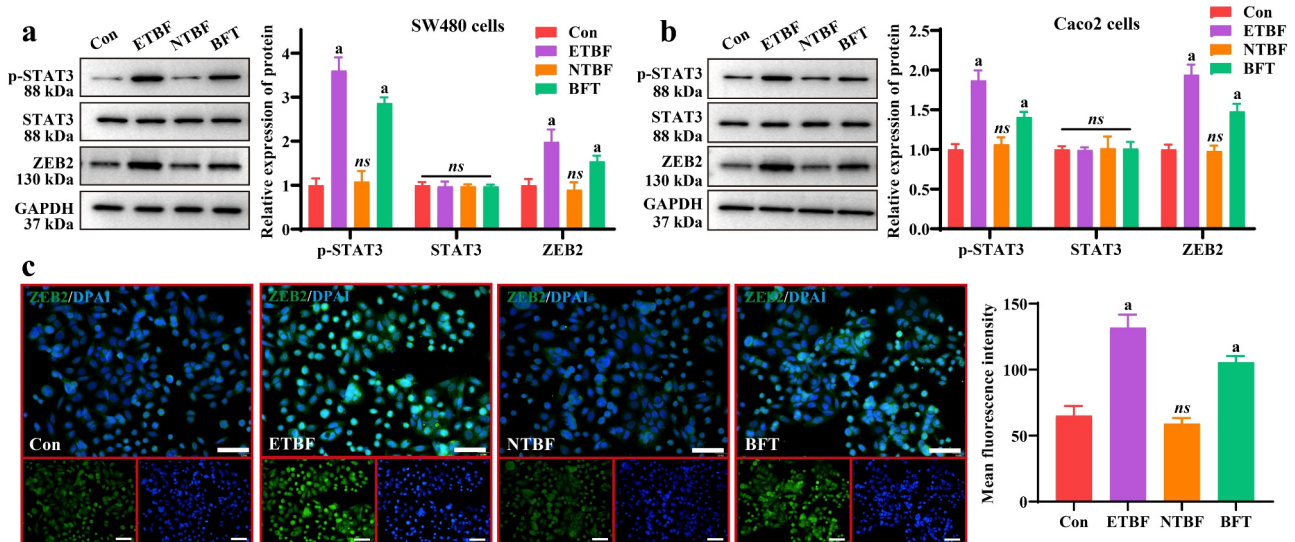 a
Con ETBF NTBF BFT
p-STAT3
88 kDa
STAT3
88 kDa
ZEB2
130 kDa
GAPDH
37 kDa
SW480 cells
Con
ETBF
NTBF
BFT
Relative expression of protein
6
4
3
2
1
0
a
a
ns
ns
a
ns
a
p-STAT3 STAT3 ZEB2
b
Con ETBF NTBF BFT
p-STAT3
88 kDa
STAT3
88 kDa
ZEB2
130 kDa
GAPDH
37 kDa
Caco2 cells
Con
ETBF
NTBF
BFT
Relative expression of protein
2.5
2.0
1.5
1.0
0.5
0.0
a
ns
a
ns
a
ns
a
p-STAT3 STAT3 ZEB2
c
ZEB2/DPAI
Con
ZEB2/DPAI
ETBF
ZEB2/DPAI
NTBF
ZEB2/DPAI
BFT
Mean fluorescence intensity
150
100
50
0
a
ns
a
Con ETBF NTBF BFT